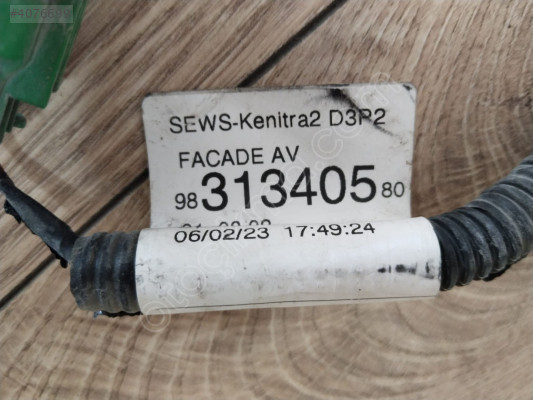 SEWS-Kenitra2 D3P2
FACADE AV
98 313405 80
06/02/23 17:49:24